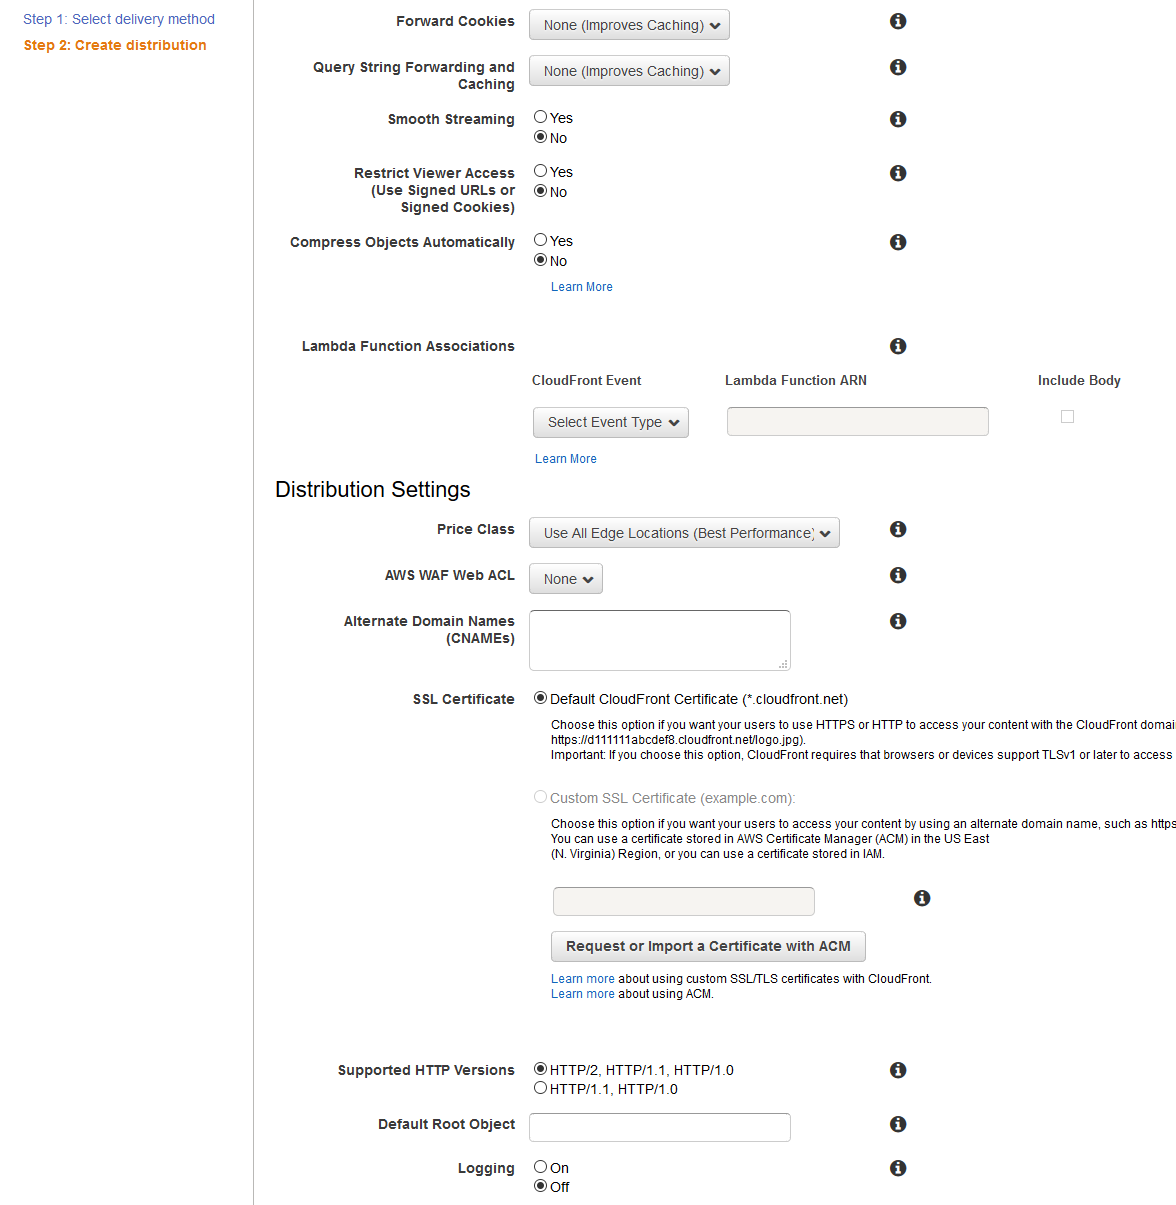 Step 1: Select delivery method
Step 2: Create distribution
Forward Cookies
None (Improves Caching)
Query String Forwarding and
Caching
None (Improves Caching)
Smooth Streaming
Yes
No
Restrict Viewer Access
(Use Signed URLs or
Signed Cookies)
Yes
No
Compress Objects Automatically
Yes
No
Learn More
Lambda Function Associations
CloudFront Event
Lambda Function ARN
Include Body
Select Event Type
Learn More
Distribution Settings
Price Class
Use All Edge Locations (Best Performance)
AWS WAF Web ACL
None
Alternate Domain Names
(CNAMEs)
SSL Certificate
Default CloudFront Certificate (*.cloudfront.net)
Choose this option if you want your users to use HTTPS or HTTP to access your content with the CloudFront domai
https://d111111abcdef8.cloudfront.net/logo.jpg).
Important: If you choose this option, CloudFront requires that browsers or devices support TLSv1 or later to access
Custom SSL Certificate (example.com):
Choose this option if you want your users to access your content by using an alternate domain name, such as https
You can use a certificate stored in AWS Certificate Manager (ACM) in the US East
(N. Virginia) Region, or you can use a certificate stored in IAM.
Request or Import a Certificate with ACM
Learn more about using custom SSL/TLS certificates with CloudFront.
Learn more about using ACM.
Supported HTTP Versions
HTTP/2, HTTP/1.1, HTTP/1.0
HTTP/1.1, HTTP/1.0
Default Root Object
Logging
On
Off